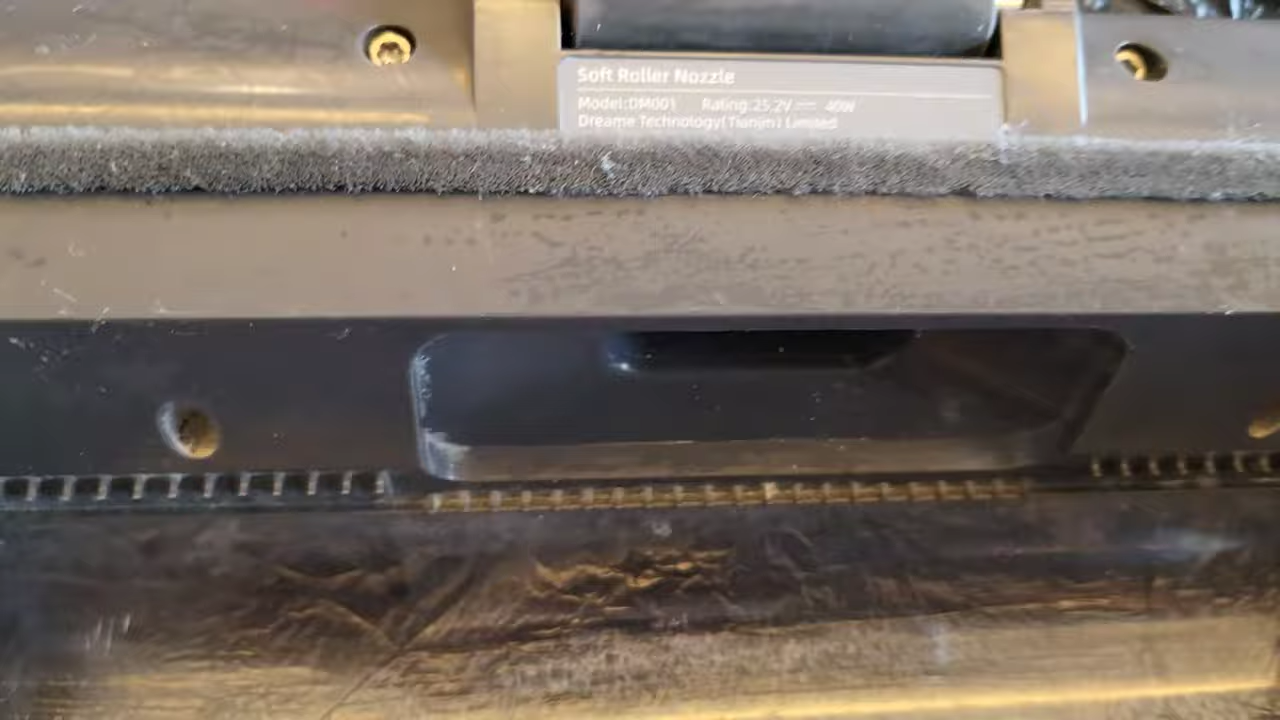 Soft Roller Nozzle
Model:DM001 Rating:25.2V⎓ 40W
Dreame Technology(Tianjin) Limited